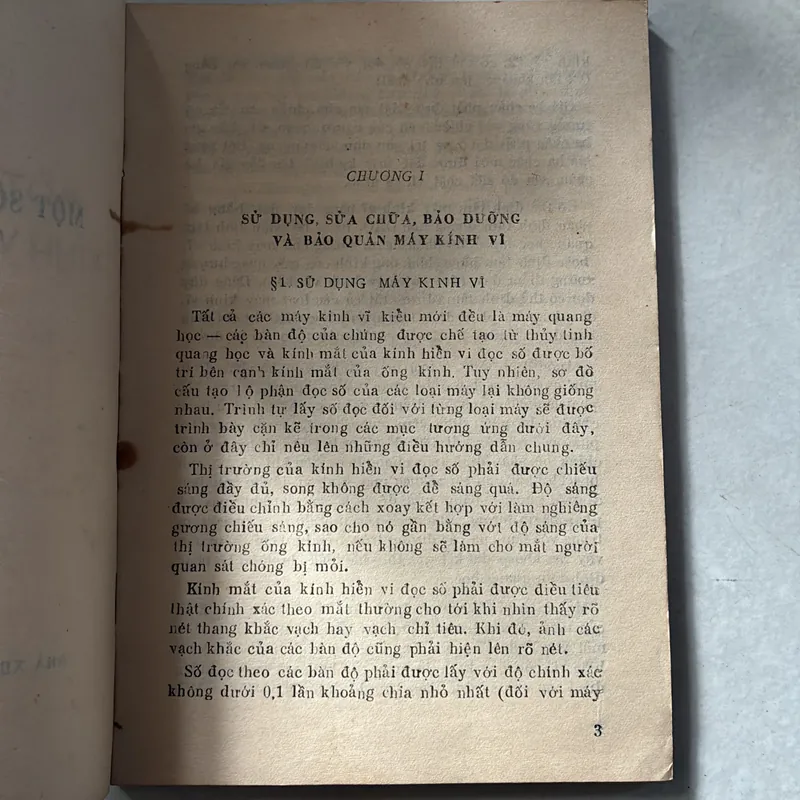 CHƯƠNG I
SỬ DỤNG, SỬA CHỮA, BẢO DƯỠNG
VÀ BẢO QUẢN MÁY KÍNH VĨ
§1. SỬ DỤNG MÁY KINH VĨ
Tất cả các máy kinh vĩ kiểu mới đều là máy quang
học — các bàn độ của chúng được chế tạo từ thủy tinh
quang học và kính mắt của kính hiển vi đọc số được bố
trí bên cạnh kính mắt của ống kính. Tuy nhiên, sơ đồ
cấu tạo bộ phận đọc số của các loại máy lại không giống
nhau. Trình tự lấy số đọc đối với từng loại máy sẽ được
trình bày cặn kẽ trong các mục tương ứng dưới đây,
còn ở đây chỉ nêu lên những điều hướng dẫn chung.
Thị trường của kính hiển vi đọc số phải được chiếu
sáng đầy đủ, song không được để sáng quá. Độ sáng
được điều chỉnh bằng cách xoay kết hợp với làm nghiêng
gương chiếu sáng, sao cho nó gần bằng với độ sáng của
thị trường ống kính, nếu không sẽ làm cho mắt người
quan sát chóng bị mỏi.
Kính mắt của kính hiển vi đọc số phải được điều tiêu
thật chính xác theo mắt thường cho tới khi nhìn thấy rõ
nét thang khắc vạch hay vạch chỉ tiêu. Khi đó, ảnh các
vạch khắc của các bàn độ cũng phải hiện lên rõ nét.
Số đọc theo các bàn độ phải được lấy với độ chính xác
không dưới 0,1 lần khoảng chia nhỏ nhất (đối với máy
3
MỘT SỐ